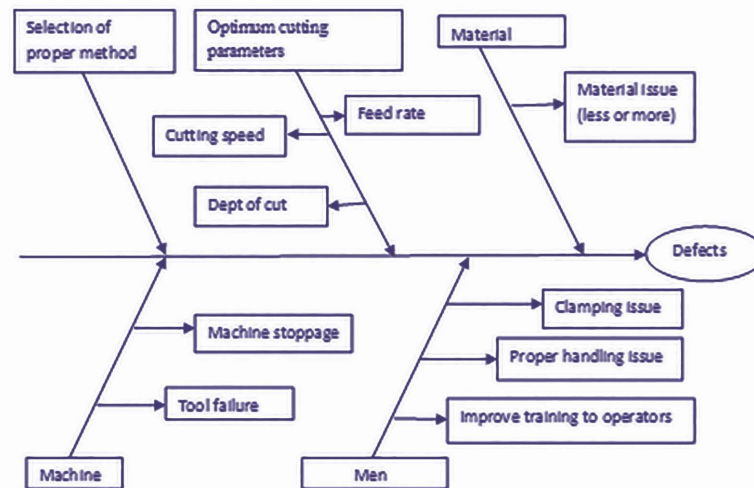 Selection of
proper method
Optimum cutting
parameters
Material
Material issue
(less or more)
Feed rate
Cutting speed
Dept of cut
Defects
Clamping issue
Machine stoppage
Proper handling issue
Tool failure
Improve training to operators
Machine
Men